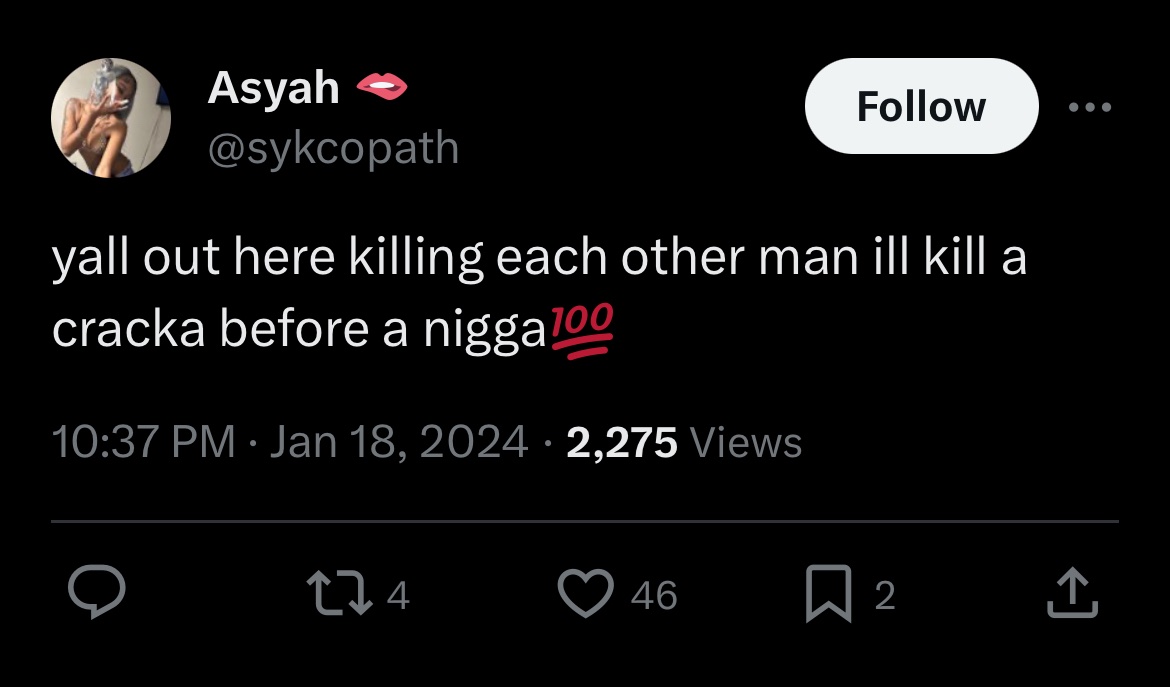 Asyah 🫦
@sykcopath
Follow
yall out here killing each other man ill kill a
cracka before a nigga💯
10:37 PM · Jan 18, 2024 · 2,275 Views
4
46
2